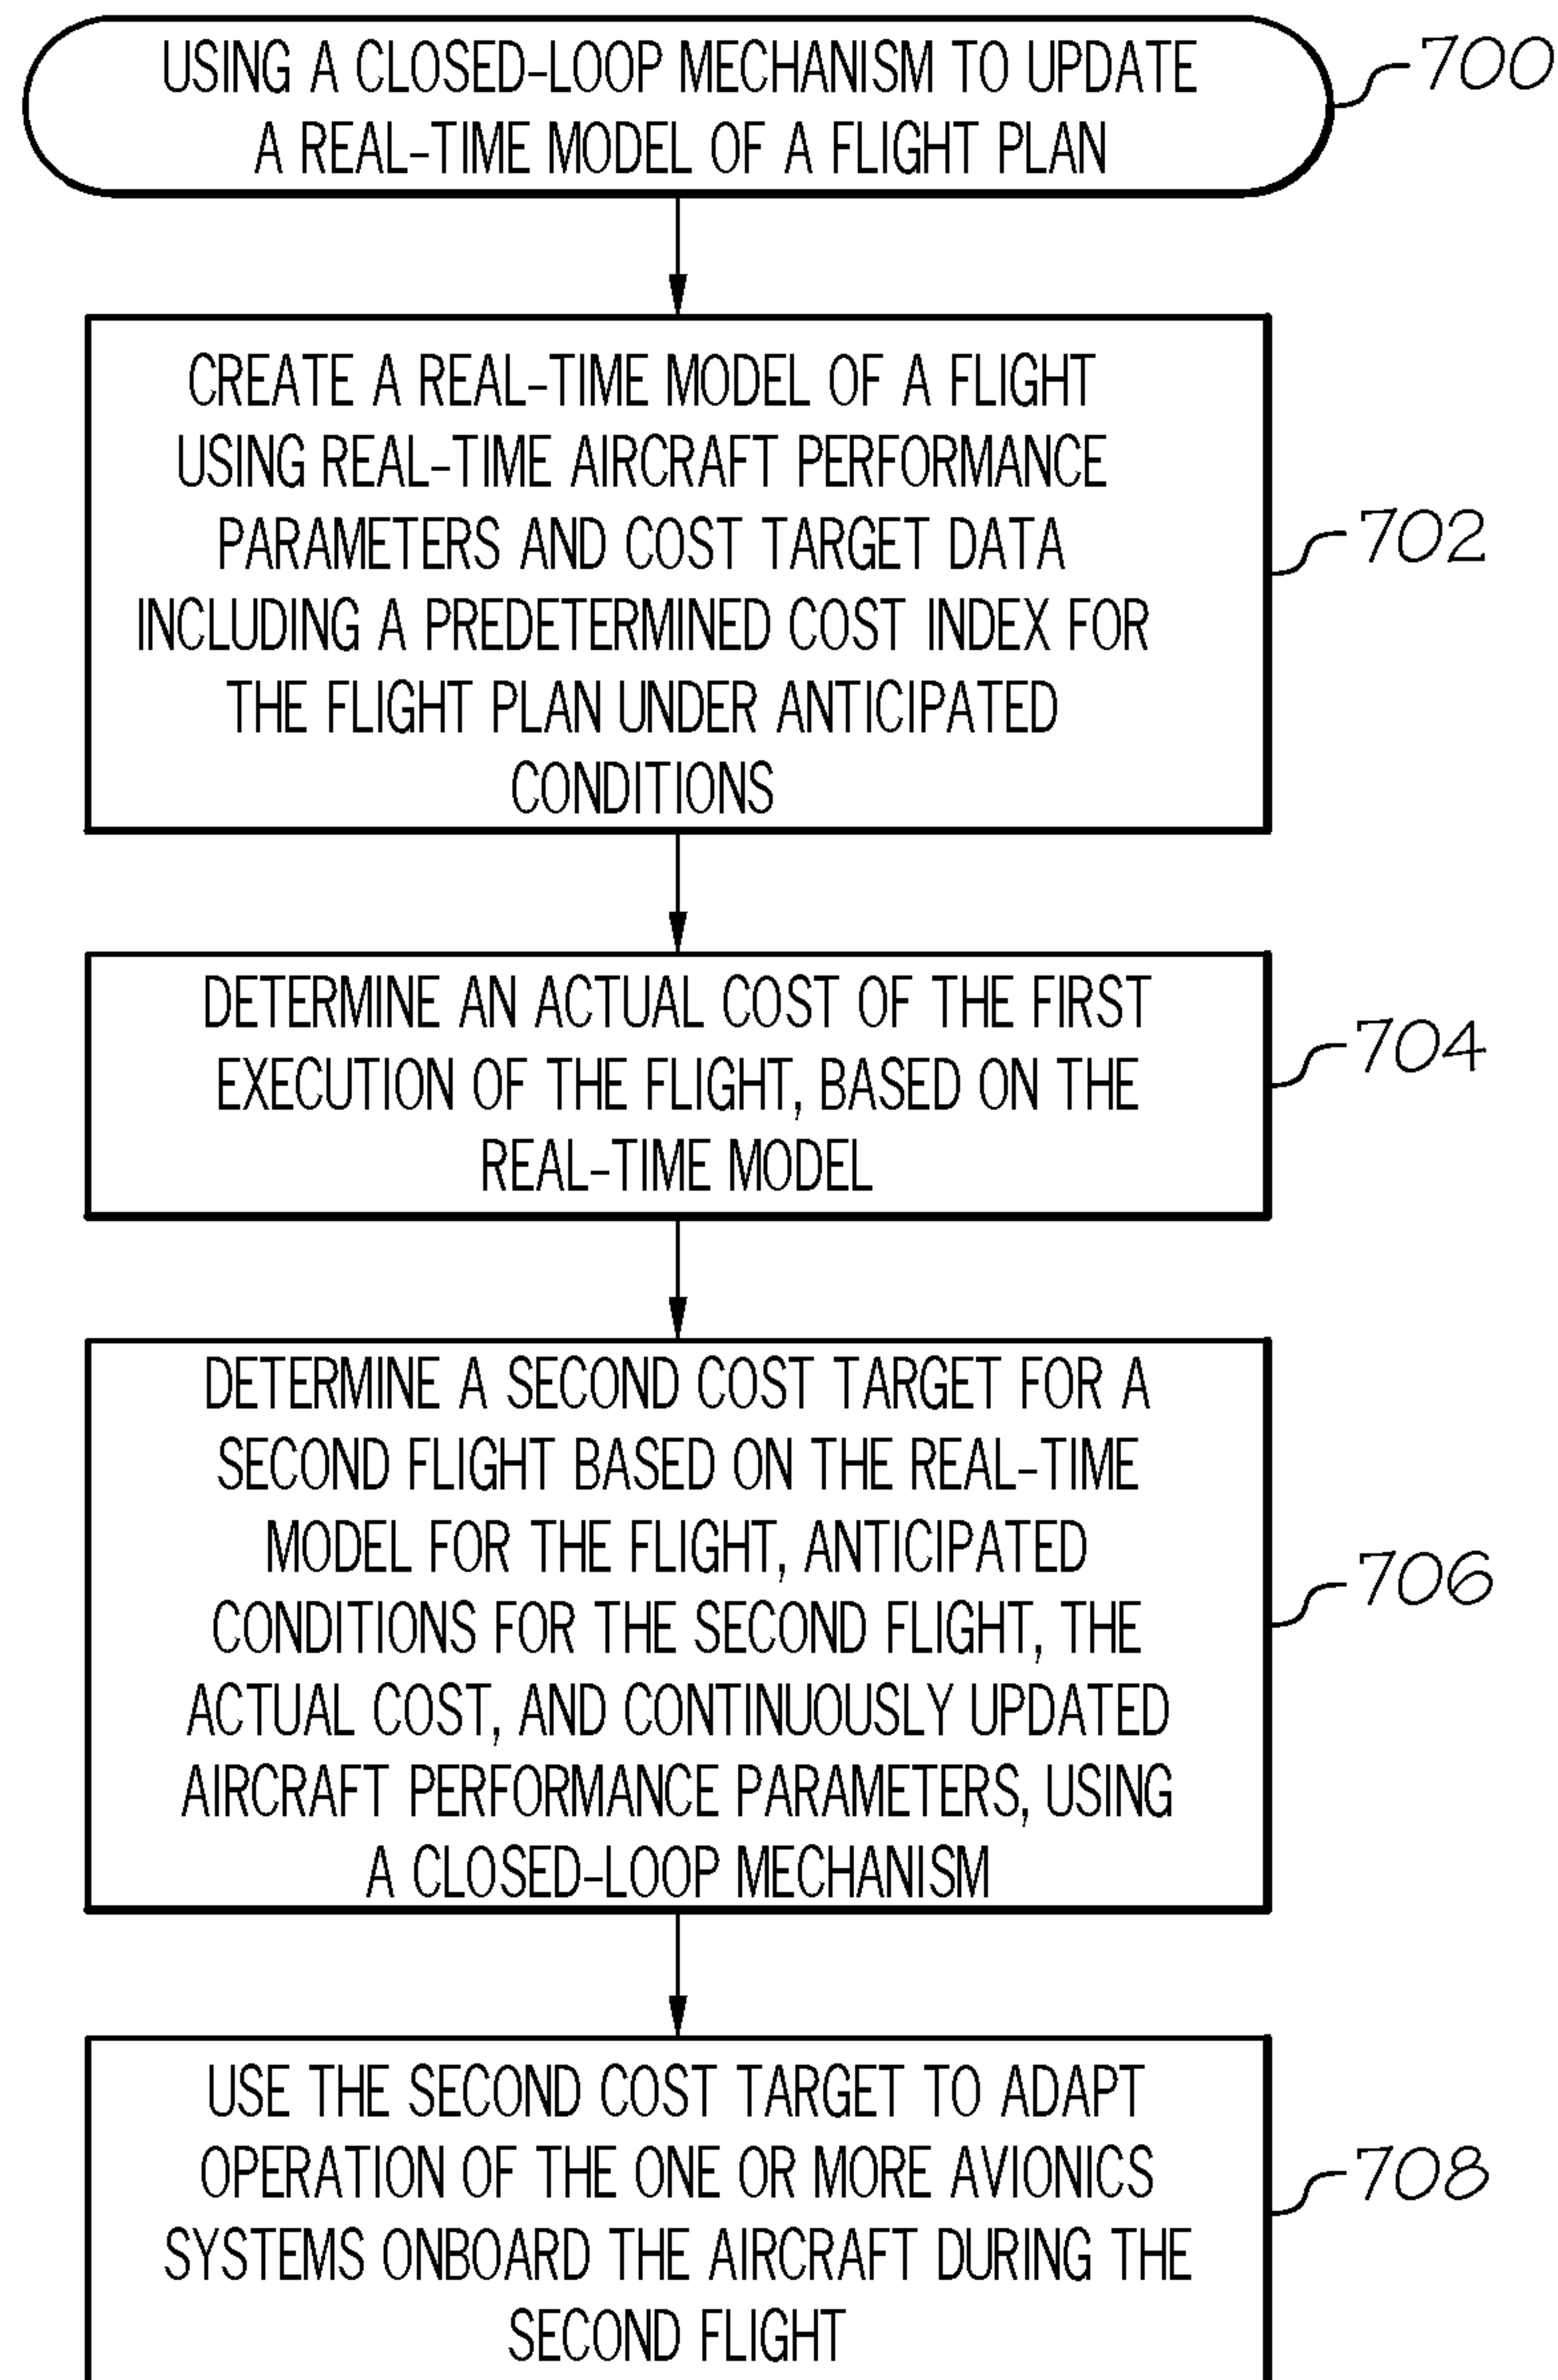 USING A CLOSED-LOOP MECHANISM TO UPDATE
A REAL-TIME MODEL OF A FLIGHT PLAN
700
CREATE A REAL-TIME MODEL OF A FLIGHT
USING REAL-TIME AIRCRAFT PERFORMANCE
PARAMETERS AND COST TARGET DATA
INCLUDING A PREDETERMINED COST INDEX FOR
THE FLIGHT PLAN UNDER ANTICIPATED
CONDITIONS
702
DETERMINE AN ACTUAL COST OF THE FIRST
EXECUTION OF THE FLIGHT, BASED ON THE
REAL-TIME MODEL
704
DETERMINE A SECOND COST TARGET FOR A
SECOND FLIGHT BASED ON THE REAL-TIME
MODEL FOR THE FLIGHT, ANTICIPATED
CONDITIONS FOR THE SECOND FLIGHT, THE
ACTUAL COST, AND CONTINUOUSLY UPDATED
AIRCRAFT PERFORMANCE PARAMETERS, USING
A CLOSED-LOOP MECHANISM
706
USE THE SECOND COST TARGET TO ADAPT
OPERATION OF THE ONE OR MORE AVIONICS
SYSTEMS ONBOARD THE AIRCRAFT DURING THE
SECOND FLIGHT
708